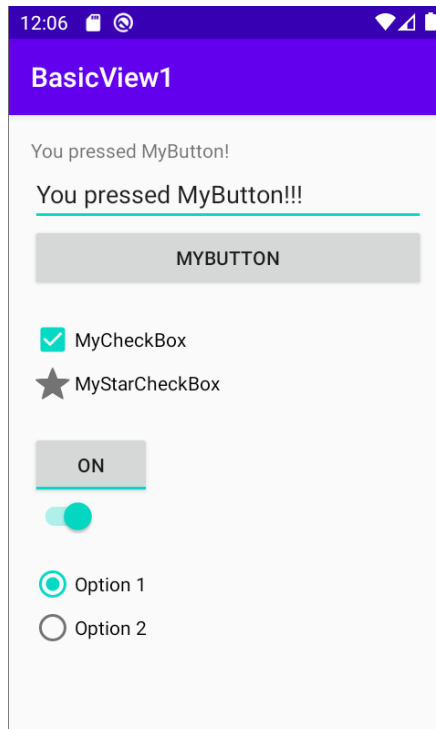 12:06
BasicView1
You pressed MyButton!
You pressed MyButton!!!
MYBUTTON
MyCheckBox
MyStarCheckBox
ON
Option 1
Option 2